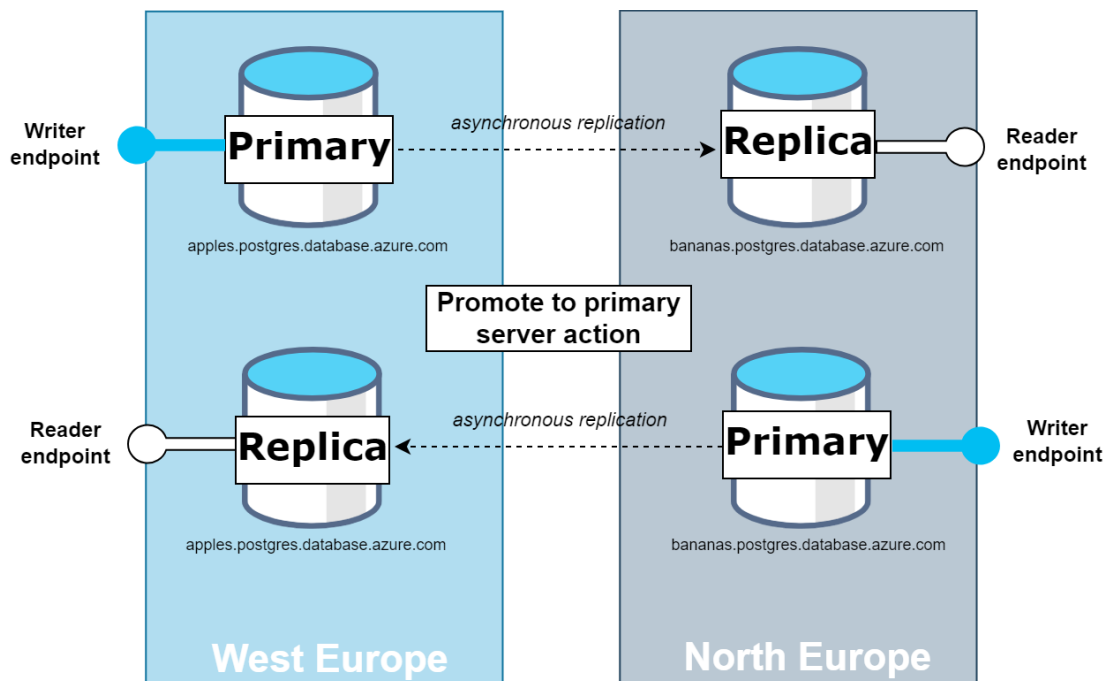 Writer
endpoint
Primary
asynchronous replication
Replica
Reader
endpoint
apples.postgres.database.azure.com
bananas.postgres.database.azure.com
Promote to primary
server action
Reader
endpoint
Replica
asynchronous replication
Primary
Writer
endpoint
apples.postgres.database.azure.com
bananas.postgres.database.azure.com
West Europe
North Europe